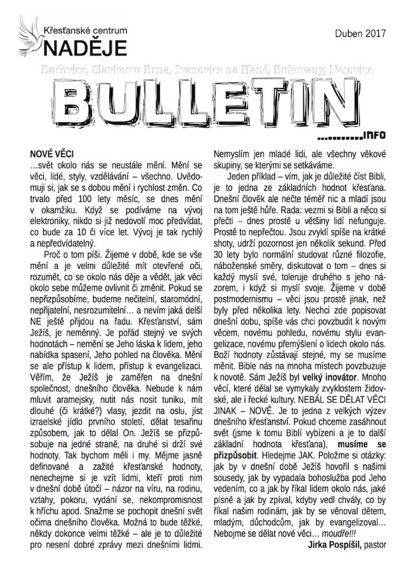 Křesťanské centrum
NADĚJE
Duben 2017
Bučovice, Slavkov u Brna, Ivanovice na Hané, Bukovany, Nesovice
BULLETIN
...........INFO
NOVÉ VĚCI
…svět okolo nás se neustále mění. Mění se
věci, lidé, styly, vzdělávání – všechno. Uvědo-
muji si, jak se s dobou mění i rychlost změn. Co
trvalo před 100 lety měsíc, se dnes mění
v okamžiku. Když se podíváme na vývoj
elektroniky, nikdo si již nedovolí moc předvídat,
co bude za 10 či více let. Vývoj je tak rychlý
a nepředvídatelný.
Proč o tom píši. Žijeme v době, kde se vše
mění a je velmi důležité mít otevřené oči,
rozumět, co se okolo nás děje a vědět, jak věci
okolo sebe můžeme ovlivnit či změnit. Pokud se
nepřizpůsobíme, budeme nečitelní, staromódní,
nepřijatelní, nesrozumitelní… a nevím jaká delší
NE ještě přijdou na řadu. Křesťanství, sám
Ježíš, je neměnný. Je pořád stejný ve svých
hodnotách – nemění se Jeho láska k lidem, jeho
nabídka spasení, Jeho pohled na člověka. Mění
se ale přístup k lidem, přístup k evangelizaci.
Věřím, že Ježíš je zaměřen na dnešní
společnost, dnešního člověka. Nebude k nám
mluvit aramejsky, nutit nás nosit tuniku, mít
dlouhé (či krátké?) vlasy, jezdit na oslu, jíst
izraelské jídlo prvního století, dělat tesařinu
způsobem, jak to dělal On. Ježíš se přizpů-
sobuje na jedné straně, na druhé si drží své
hodnoty. Tak bychom měli i my. Mějme jasně
definované a zažité křesťanské hodnoty,
nenechejme si je vzít lidmi, kteří proti nim
v dnešní době útočí - názor na víru, na rodinu,
vztahy, pokoru, vydání se, nekompromisnost
k hříchu apod. Snažme se pochopit dnešní svět
očima dnešního člověka. Možná to bude těžké,
někdy dokonce velmi těžké – ale je to důležité
pro nesení dobré zprávy mezi dnešními lidmi.
Nemyslím jen mladé lidi, ale všechny věkové
skupiny, se kterými se setkáváme.
Jeden příklad – vím, jak je důležité číst Bibli,
je to jedna ze základních hodnot křesťana.
Dnešní člověk ale nečte téměř nic a mladí jsou
na tom ještě hůře. Rada: vezmi si Bibli a něco si
přečti - dnes prostě u většiny lidí nefunguje.
Prostě to nepřečtou. Jsou zvyklí spíše na krátké
shoty, udrží pozornost jen několik sekund. Před
30 lety bylo normální studovat různé filozofie,
náboženské směry, diskutovat o tom – dnes si
každý myslí své, toleruje druhého s jeho ná-
zorem, i když si myslí svoje. Žijeme v době
postmodernismu – věci jsou prostě jinak, než
byly před několika lety. Nechci zde popisovat
dnešní dobu, spíše vás chci povzbudit k novým
věcem, novému pohledu, novému stylu evan-
gelizace, novému přemýšlení o lidech okolo nás.
Boží hodnoty zůstávají stejné, my se musíme
měnit. Bible nás na mnoha místech povzbuzuje
k novotě. Sám Ježíš byl velký inovátor. Mnoho
věcí, které dělal se vymykaly zvyklostem židov-
ské, ale i řecké kultury. NEBÁL SE DĚLAT VĚCI
JINAK – NOVĚ. Je to jedna z velkých výzev
dnešního křesťanství. Pokud chceme zasáhnout
svět (jsme k tomu Biblí vybízeni a je to další
základní hodnota křesťana), musíme se
přizpůsobit. Hledejme JAK. Položme si otázky:
jak by v dnešní době Ježíš hovořil s našimi
sousedy, jak by vypadala bohoslužba pod Jeho
vedením, co a jak by říkal lidem okolo nás, jaké
písně a jak by zpíval, kdyby vedl chvály, co by
říkal našim rodinám, jak by se věnoval dětem,
mladým, důchodcům, jak by evangelizoval…
Nebojme se dělat nové věci… moudře!!!
Jirka Pospíšil, pastor